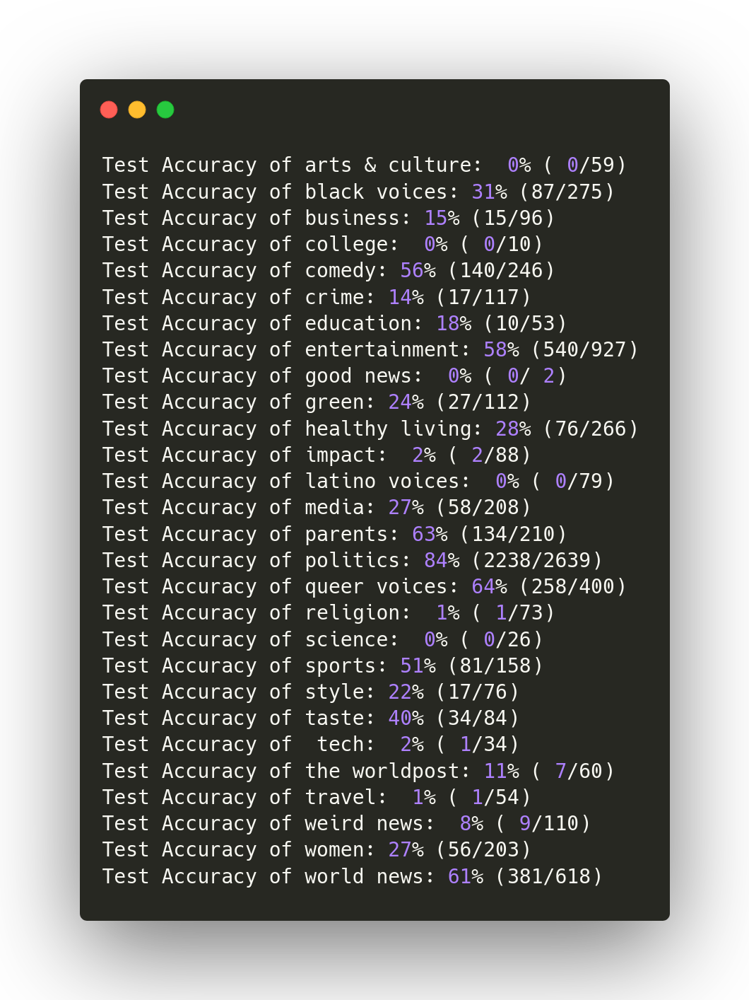 Test Accuracy of arts & culture:  0% ( 0/59)
Test Accuracy of black voices: 31% (87/275)
Test Accuracy of business: 15% (15/96)
Test Accuracy of college:  0% ( 0/10)
Test Accuracy of comedy: 56% (140/246)
Test Accuracy of crime: 14% (17/117)
Test Accuracy of education: 18% (10/53)
Test Accuracy of entertainment: 58% (540/927)
Test Accuracy of good news:  0% ( 0/ 2)
Test Accuracy of green: 24% (27/112)
Test Accuracy of healthy living: 28% (76/266)
Test Accuracy of impact:  2% ( 2/88)
Test Accuracy of latino voices:  0% ( 0/79)
Test Accuracy of media: 27% (58/208)
Test Accuracy of parents: 63% (134/210)
Test Accuracy of politics: 84% (2238/2639)
Test Accuracy of queer voices: 64% (258/400)
Test Accuracy of religion:  1% ( 1/73)
Test Accuracy of science:  0% ( 0/26)
Test Accuracy of sports: 51% (81/158)
Test Accuracy of style: 22% (17/76)
Test Accuracy of taste: 40% (34/84)
Test Accuracy of  tech:  2% ( 1/34)
Test Accuracy of the worldpost: 11% ( 7/60)
Test Accuracy of travel:  1% ( 1/54)
Test Accuracy of weird news:  8% ( 9/110)
Test Accuracy of women: 27% (56/203)
Test Accuracy of world news: 61% (381/618)